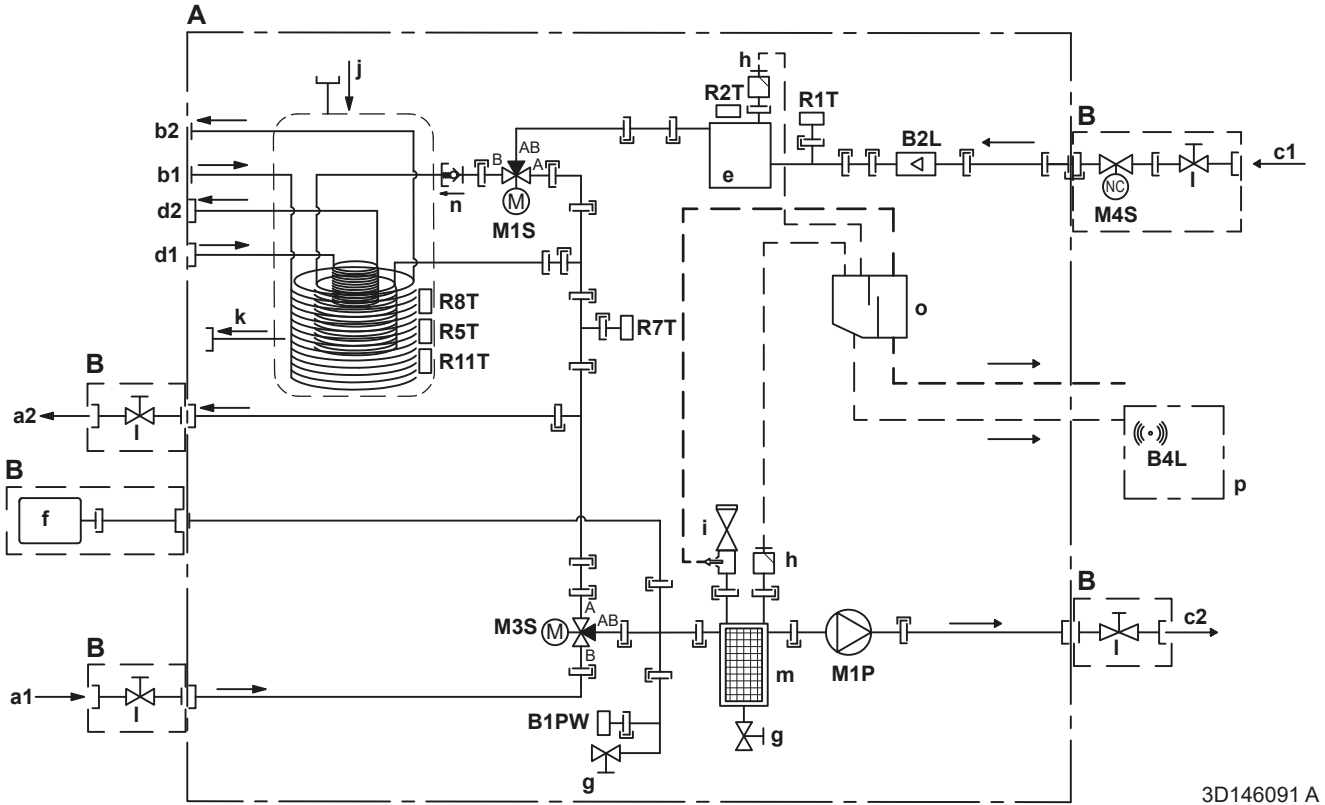 A
j
h
R2T
R1T
B2L
B
c1
b2
b1
d2
d1
B
AB
A
n
M
M1S
e
NC
M4S
l
R8T
R5T
R11T
R7T
o
k
B
a2
l
B4L
p
B
f
i
h
B
M3S
M
A
AB
B
c2
l
M1P
m
B
a1
l
B1PW
g
g
3D146091 A